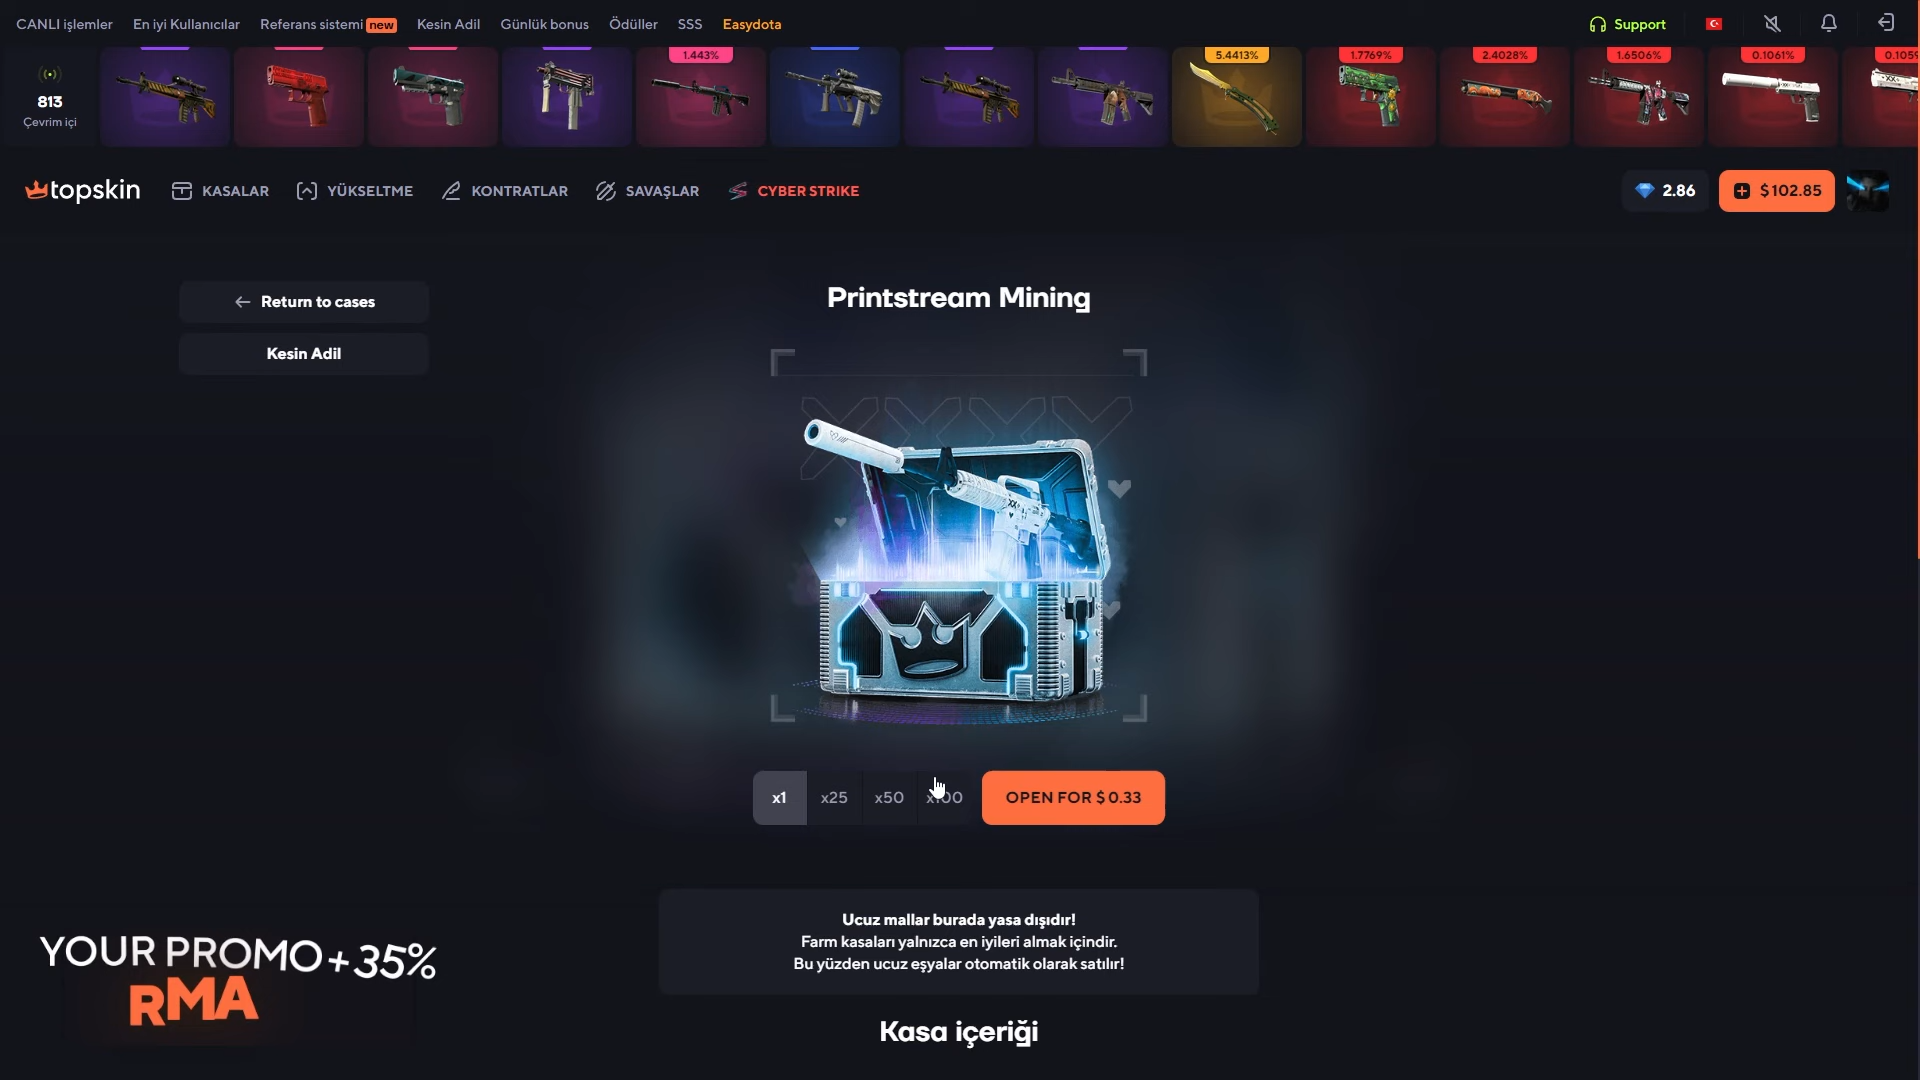 CANLI işlemler En iyi Kullanıcılar Referans sistemi new Kesin Adil Günlük bonus Ödüller SSS Easydota Support
1.443% 5.4413% 1.7769% 2.4028% 1.6506% 0.1061%
813
Çevrim içi
topskin KASALAR YÜKSELTME KONTRATLAR SAVAŞLAR CYBER STRIKE 2.86 $102.85
Return to cases
Kesin Adil
Printstream Mining
x1 x25 x50 x100 OPEN FOR $ 0.33
Ucuz mallar burada yasa dışıdır!
Farm kasaları yalnızca en iyileri almak içindir.
Bu yüzden ucuz eşyalar otomatik olarak satılır!
YOUR PROMO +35%
RMA
Kasa içeriği